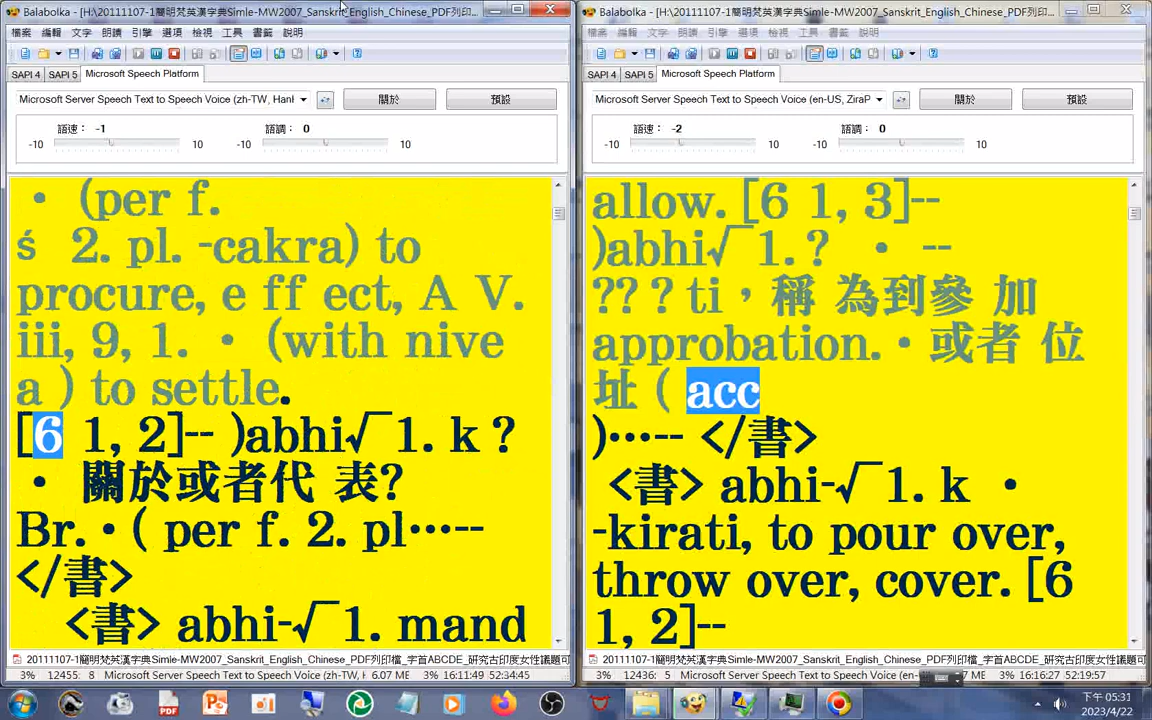 Balabolka - [H:\20111107-1簡明梵英漢字典Simle-MW2007_Sanskrit_English_Chinese_PDF列印...
檔案 編輯 文字 朗讀 引擎 選項 檢視 工具 書籤 說明
SAPI 4 SAPI 5 Microsoft Speech Platform
Microsoft Server Speech Text to Speech Voice (zh-TW, Hanl
關於 預設
語速： -1 語調： 0
-10 10 -10 10
• (per f.
ś 2. pl. -cakra) to
procure, e ff ect, A V.
iii, 9, 1. • (with nive
a ) to settle.
[6 1, 2]-- )abhi√ 1. k ?
• 關於或者代 表?
Br. • ( per f. 2. pl…--
</書>
<書> abhi-√ 1. mand
20111107-1簡明梵英漢字典Simle-MW2007_Sanskrit_English_Chinese_PDF列印檔_字首ABCDE_研究古印度女性議題可
3% 12455: 8 Microsoft Server Speech Text to Speech Voice (zh-TW, H 6.07 MB 3% 16:11:49 52:34:45
Balabolka - [H:\20111107-1簡明梵英漢字典Simle-MW2007_Sanskrit_English_Chinese_PDF列印...
檔案 編輯 文字 朗讀 引擎 選項 檢視 工具 書籤 說明
SAPI 4 SAPI 5 Microsoft Speech Platform
Microsoft Server Speech Text to Speech Voice (en-US, ZiraP
關於 預設
語速： -2 語調： 0
-10 10 -10 10
allow. [6 1, 3]--
)abhi√ 1. ? • --
?? ? ti，稱 為到參 加
approbation. • 或者 位
址 ( acc
)…-- </書>
<書> abhi-√ 1. k •
-kirati, to pour over,
throw over, cover. [6
1, 2]--
20111107-1簡明梵英漢字典Simle-MW2007_Sanskrit_English_Chinese_PDF列印檔_字首ABCDE_研究古印度女性議題可
3% 12436: 5 Microsoft Server Speech Text to Speech Voice (en-U MB 3% 16:16:27 52:19:57
下午 05:31
2023/4/22